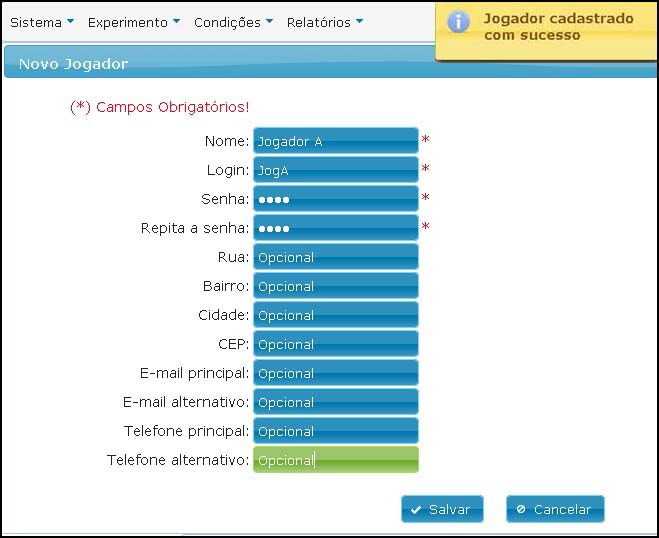 Sistema Experimento Condições Relatórios
Jogador cadastrado
com sucesso
Novo Jogador
(*) Campos Obrigatórios!
Nome: Jogador A *
Login: JogA *
Senha: •••• *
Repita a senha: •••• *
Rua: Opcional
Bairro: Opcional
Cidade: Opcional
CEP: Opcional
E-mail principal: Opcional
E-mail alternativo: Opcional
Telefone principal: Opcional
Telefone alternativo: Opcional
Salvar Cancelar